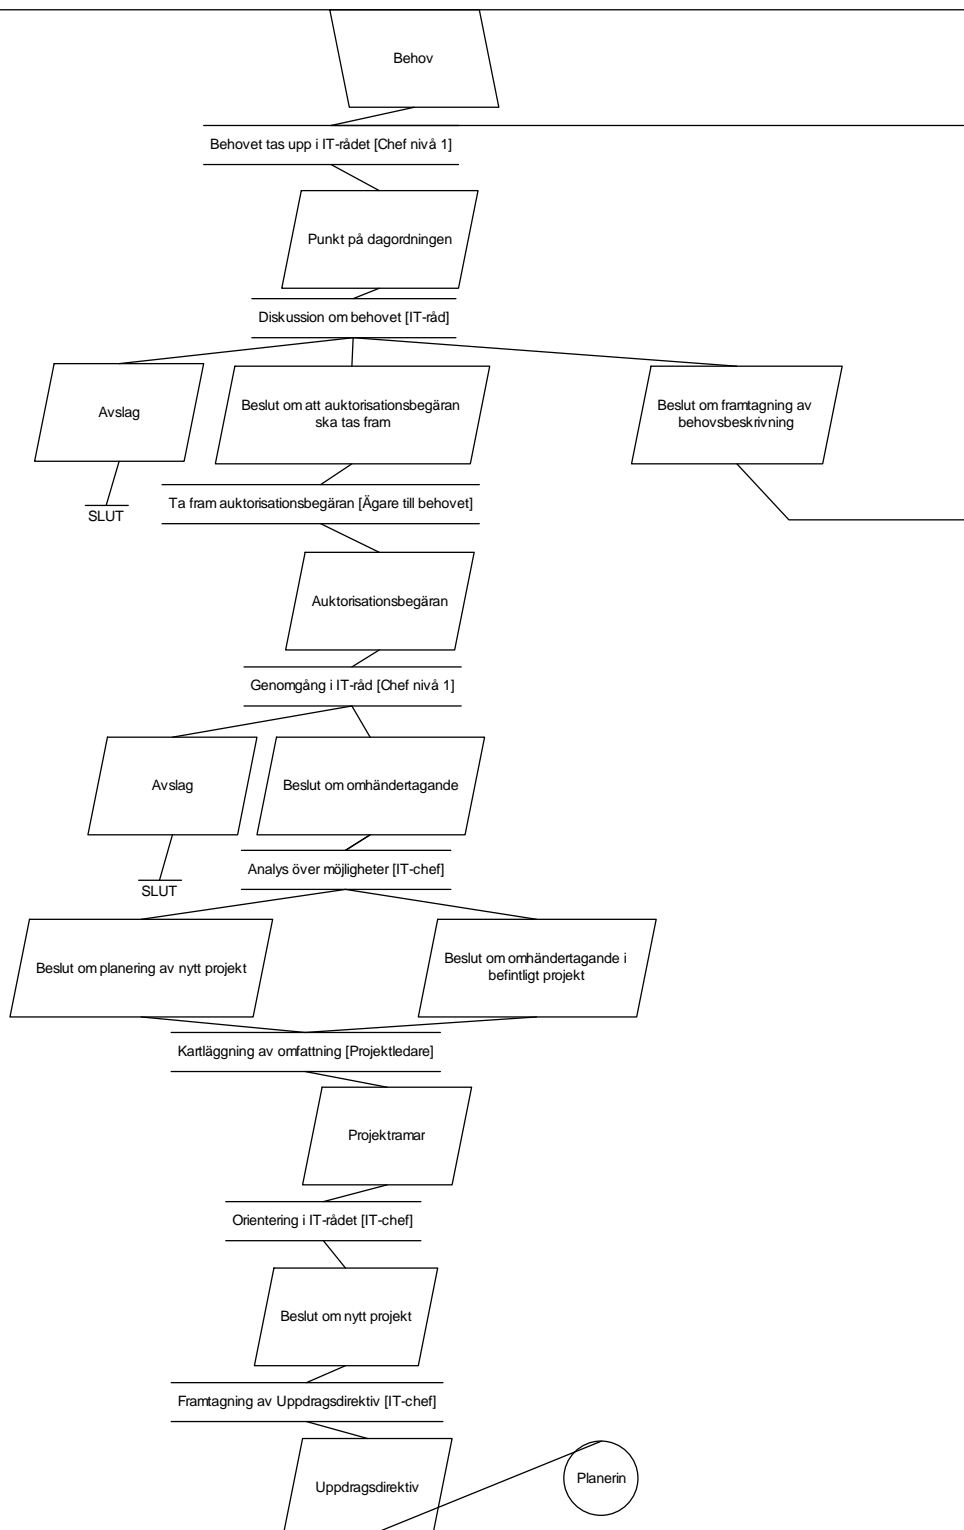 Behov
Behovet tas upp i IT-rådet [Chef nivå 1]
Punkt på dagordningen
Diskussion om behovet [IT-råd]
Avslag
Beslut om att auktorisationsbegäran
ska tas fram
Beslut om framtagning av
behovsbeskrivning
SLUT
Ta fram auktorisationsbegäran [Ägare till behovet]
Auktorisationsbegäran
Genomgång i IT-råd [Chef nivå 1]
Avslag
Beslut om omhändertagande
SLUT
Analys över möjligheter [IT-chef]
Beslut om planering av nytt projekt
Beslut om omhändertagande i
befintligt projekt
Kartläggning av omfattning [Projektledare]
Projektramar
Orientering i IT-rådet [IT-chef]
Beslut om nytt projekt
Framtagning av Uppdragsdirektiv [IT-chef]
Uppdragsdirektiv
Planerin